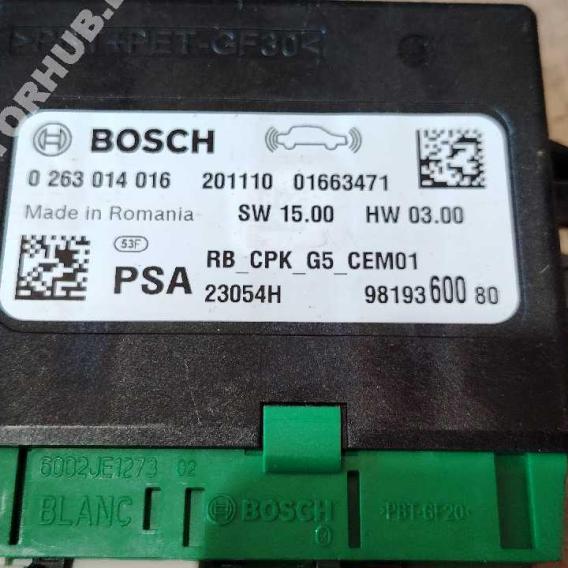 >PBT+PET-GF30<
BOSCH
0 263 014 016 201110 01663471
Made in Romania SW 15.00 HW 03.00
53F RB_CPK_G5_CEM01
PSA 23054H 98193 600 80
6002JE1273 02
BLANC BOSCH >PBT-GF20<